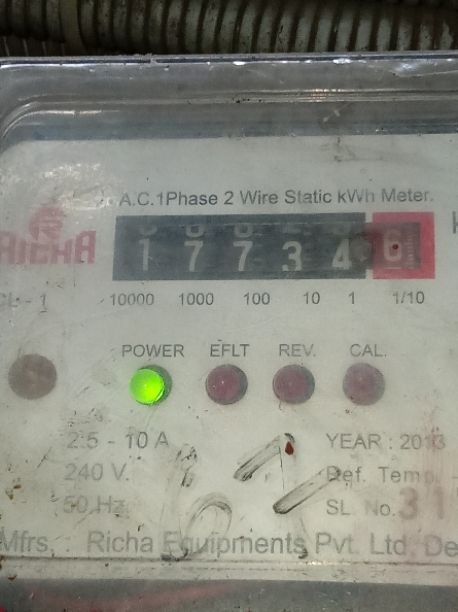 A.C.1Phase 2 Wire Static kWh Meter.
1 7 7 3 4 6
10000 1000 100 10 1 1/10
POWER EFLT REV. CAL.
2.5 - 10 A YEAR : 2013
240 V. Ref. Temp.
50 Hz SL. No. 31
Mfrs. Richa Equipments Pvt. Ltd.